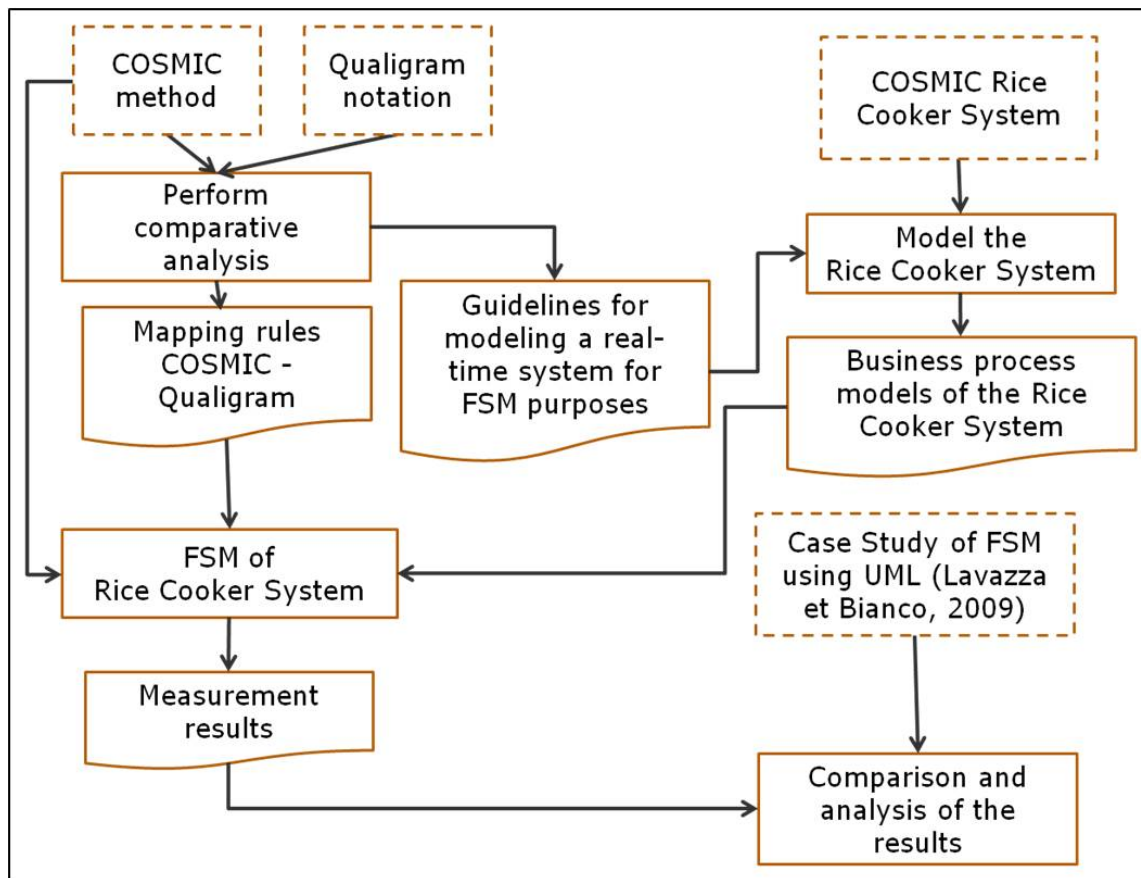 COSMIC
method
Qualigram
notation
COSMIC Rice
Cooker System
Perform
comparative
analysis
Model the
Rice Cooker System
Mapping rules
COSMIC -
Qualigram
Guidelines for
modeling a real-
time system for
FSM purposes
Business process
models of the Rice
Cooker System
FSM of
Rice Cooker System
Case Study of FSM
using UML (Lavazza
et Bianco, 2009)
Measurement
results
Comparison and
analysis of the
results